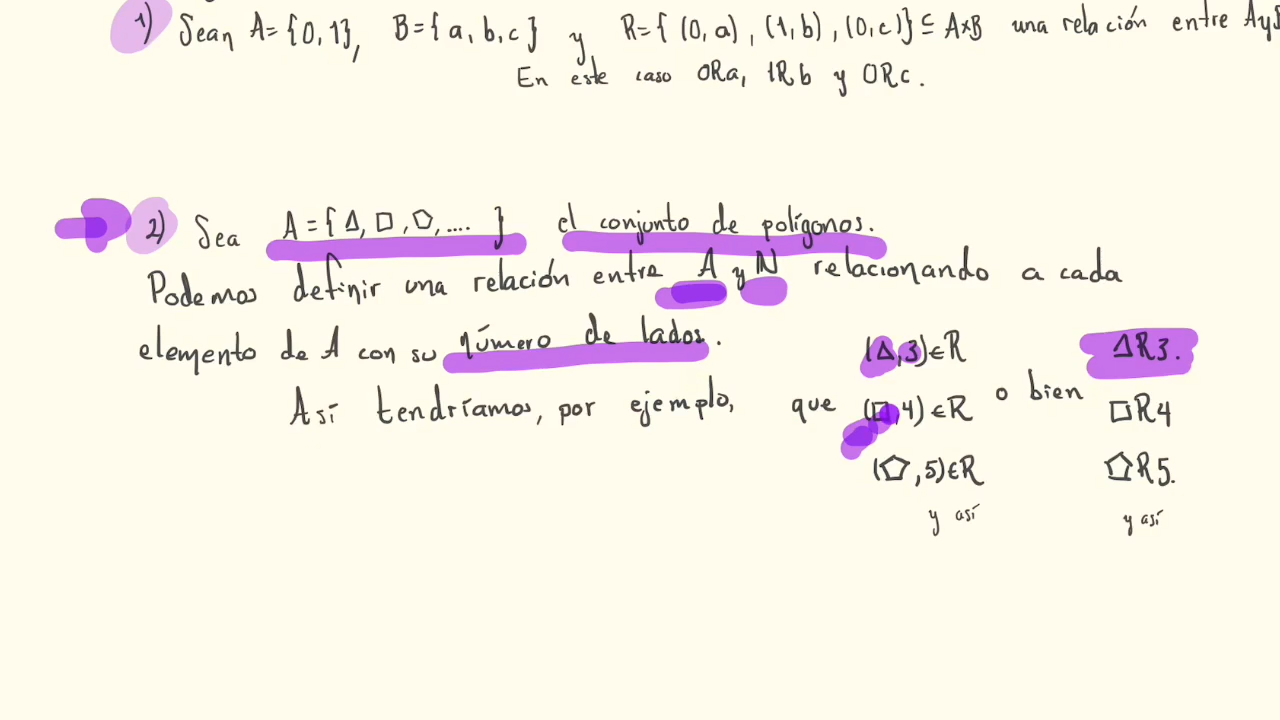 1) Sean A={0,1}, B={a,b,c} y R={(0,a),(1,b),(0,c)}⊆A×B una relación entre A y B
En este caso 0Ra, 1Rb y 0Rc.
2) Sea A={△,□,⬠,....} el conjunto de polígonos.
Podemos definir una relación entre A y ℕ relacionando a cada
elemento de A con su número de lados.
(△,3)∈R △R3.
Así tendríamos, por ejemplo, que (□,4)∈R o bien □R4
(⬠,5)∈R ⬠R5.
y así y así